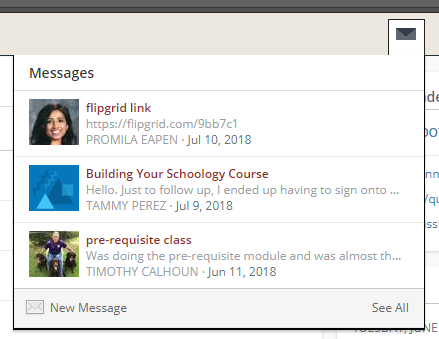 Messages
flipgrid link
https://flipgrid.com/9bb7c1
PROMILA EAPEN · Jul 10, 2018
Building Your Schoology Course
Hello. Just to follow up, I ended up having to sign onto ...
TAMMY PEREZ · Jul 9, 2018
pre-requisite class
Was doing the pre-requisite module and was almost th...
TIMOTHY CALHOUN · Jun 11, 2018
New Message
See All
TUESDAY, JUNE